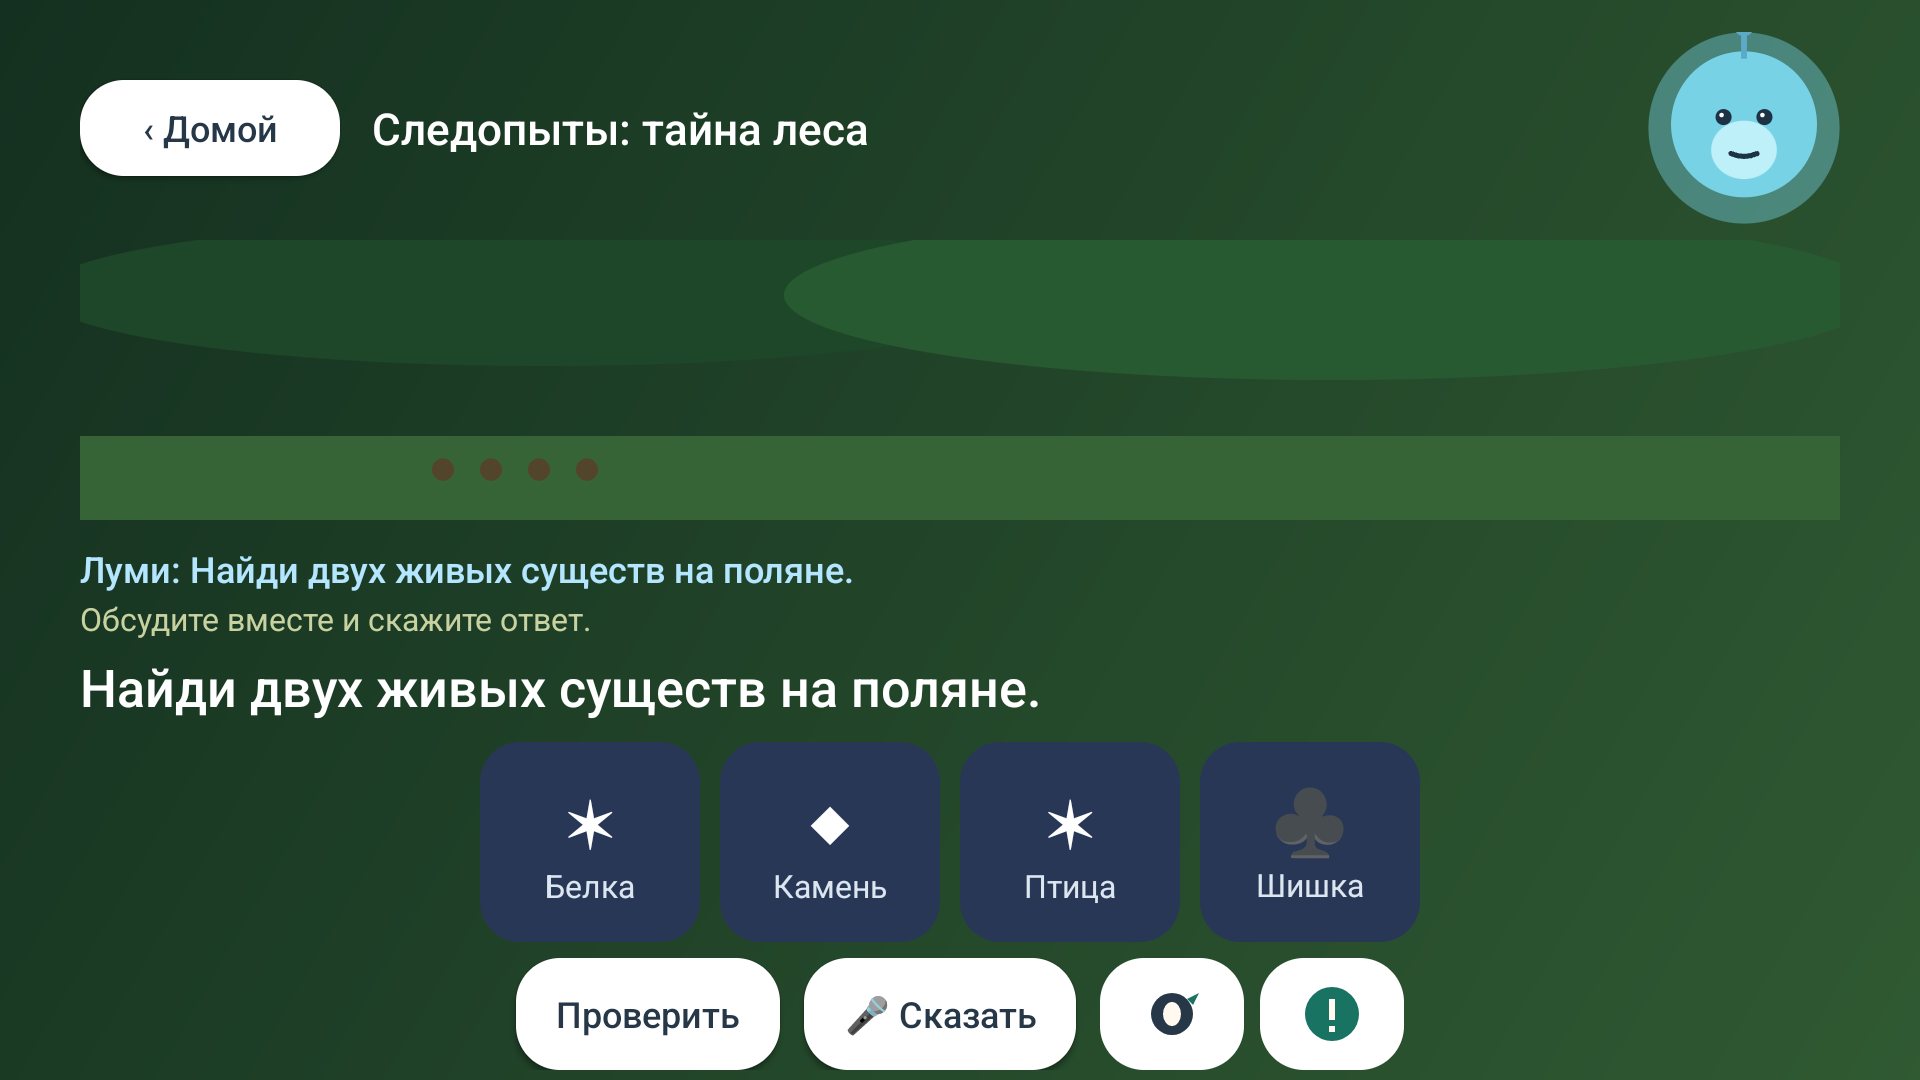 ‹ Домой
Следопыты: тайна леса
Луми: Найди двух живых существ на поляне.
Обсудите вместе и скажите ответ.
Найди двух живых существ на поляне.
Белка
Камень
Птица
Шишка
Проверить
Сказать